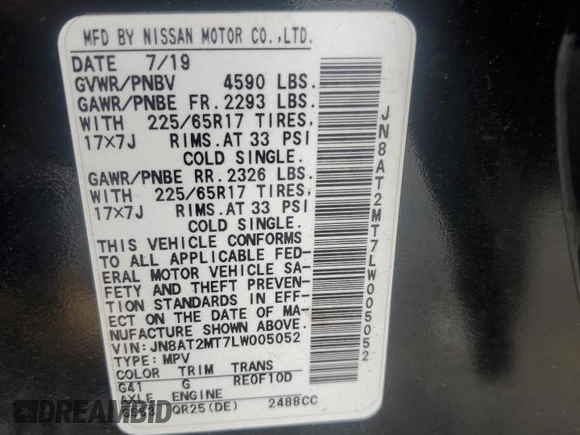 MFD BY NISSAN MOTOR CO.,LTD.
DATE 7/19
GVWR/PNBV 4590 LBS.
GAWR/PNBE FR. 2293 LBS.
WITH 225/65R17 TIRES,
17×7J RIMS.AT 33 PSI
COLD SINGLE.
GAWR/PNBE RR. 2326 LBS.
WITH 225/65R17 TIRES,
17×7J RIMS.AT 33 PSI
COLD SINGLE.
THIS VEHICLE CONFORMS
TO ALL APPLICABLE FED-
ERAL MOTOR VEHICLE SA-
FETY AND THEFT PREVEN-
TION STANDARDS IN EFF-
ECT ON THE DATE OF MA-
NUFACTURE SHOWN ABOVE.
VIN: JN8AT2MT7LW005052
TYPE: MPV
COLOR TRIM TRANS
G41 G RE0F10D
AXLE ENGINE
QR25(DE) 2488CC
JN8AT2MT7LW005052
DREAMBID